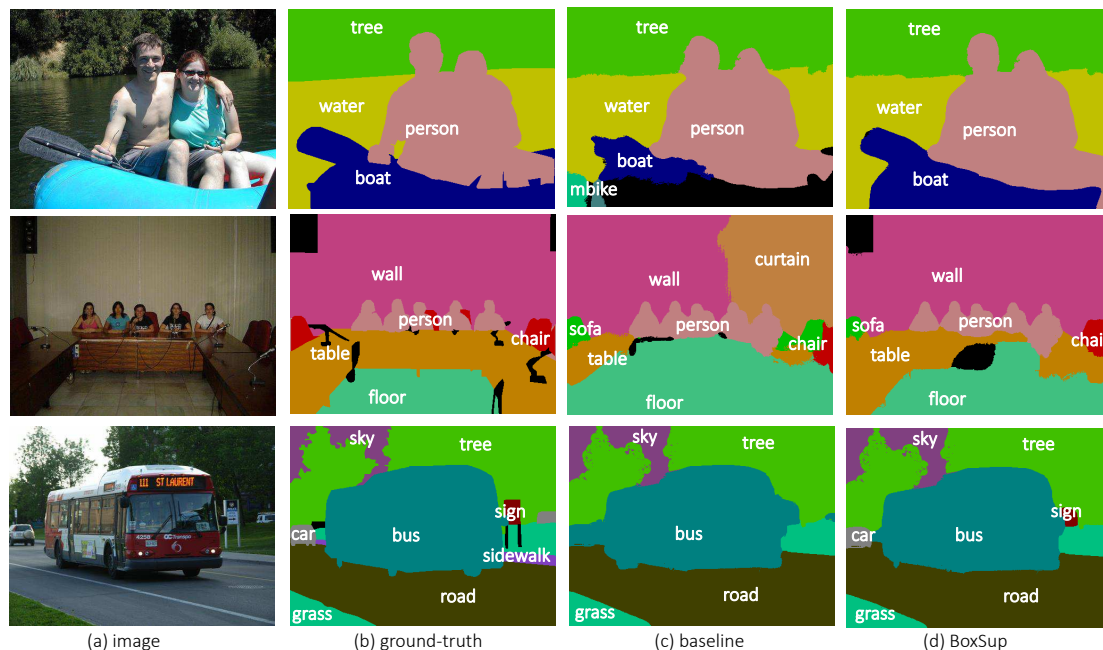 tree
tree
tree
water
water
water
person
person
person
boat
boat
boat
mbike
wall
wall
curtain
wall
person
person
person
sofa
sofa
chair
chair
chai
table
table
table
floor
floor
floor
sky
tree
sky
tree
sky
tree
111 ST LAURENT
4258
OC Transpo
sign
sign
car
bus
bus
car
bus
sidewalk
road
road
road
grass
grass
(a) image
(b) ground-truth
(c) baseline
(d) BoxSup